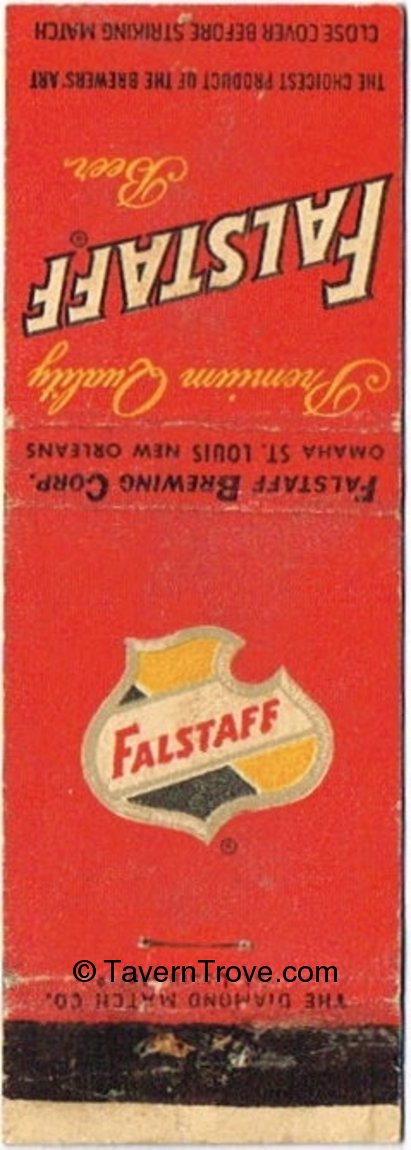 CLOSE COVER BEFORE STRIKING MATCH
THE CHOICEST PRODUCT OF THE BREWERS' ART
Premium Quality
FALSTAFF®
Beer
FALSTAFF BREWING CORP.
OMAHA ST. LOUIS NEW ORLEANS
FALSTAFF
®
© TavernTrove.com
THE DIAMOND MATCH CO.